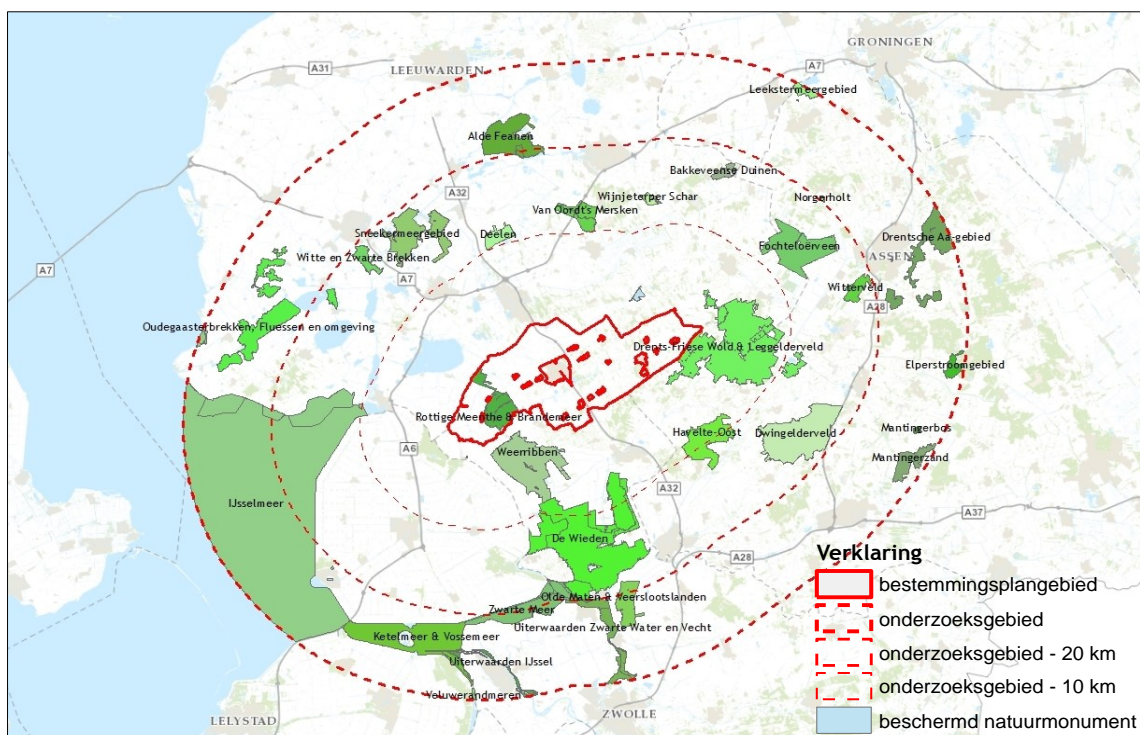 GRONINGEN
A7
A31
LEEUWARDEN
Leekstermeergebied
Alde Feanen
Bakkeveense Duinen
A32
Wijnjeterper Schar
Norgerholt
Van Oordt's Mersken
Sneekermeergebied
Deelen
Drentsche Aa-gebied
Fochteloërveen
ASSEN
Witte en Zwarte Brekken
A7
A7
Witterveld
A28
Oudegaasterbrekken, Fluessen en omgeving
Drents-Friese Wold & Leggelderveld
Elperstroomgebied
Rottige Meenthe & Brandemeer
Mantingerbos
Havelte-Oost
Dwingelderveld
A6
Weerribben
Mantingerzand
A32
IJsselmeer
A37
De Wieden
A28
Verklaring
bestemmingsplangebied
Olde Maten & Veerslootslanden
Zwarte Meer
onderzoeksgebied
Uiterwaarden Zwarte Water en Vecht
Ketelmeer & Vossemeer
onderzoeksgebied - 20 km
Uiterwaarden IJssel
onderzoeksgebied - 10 km
Veluwerandmeren
LELYSTAD
ZWOLLE
beschermd natuurmonument